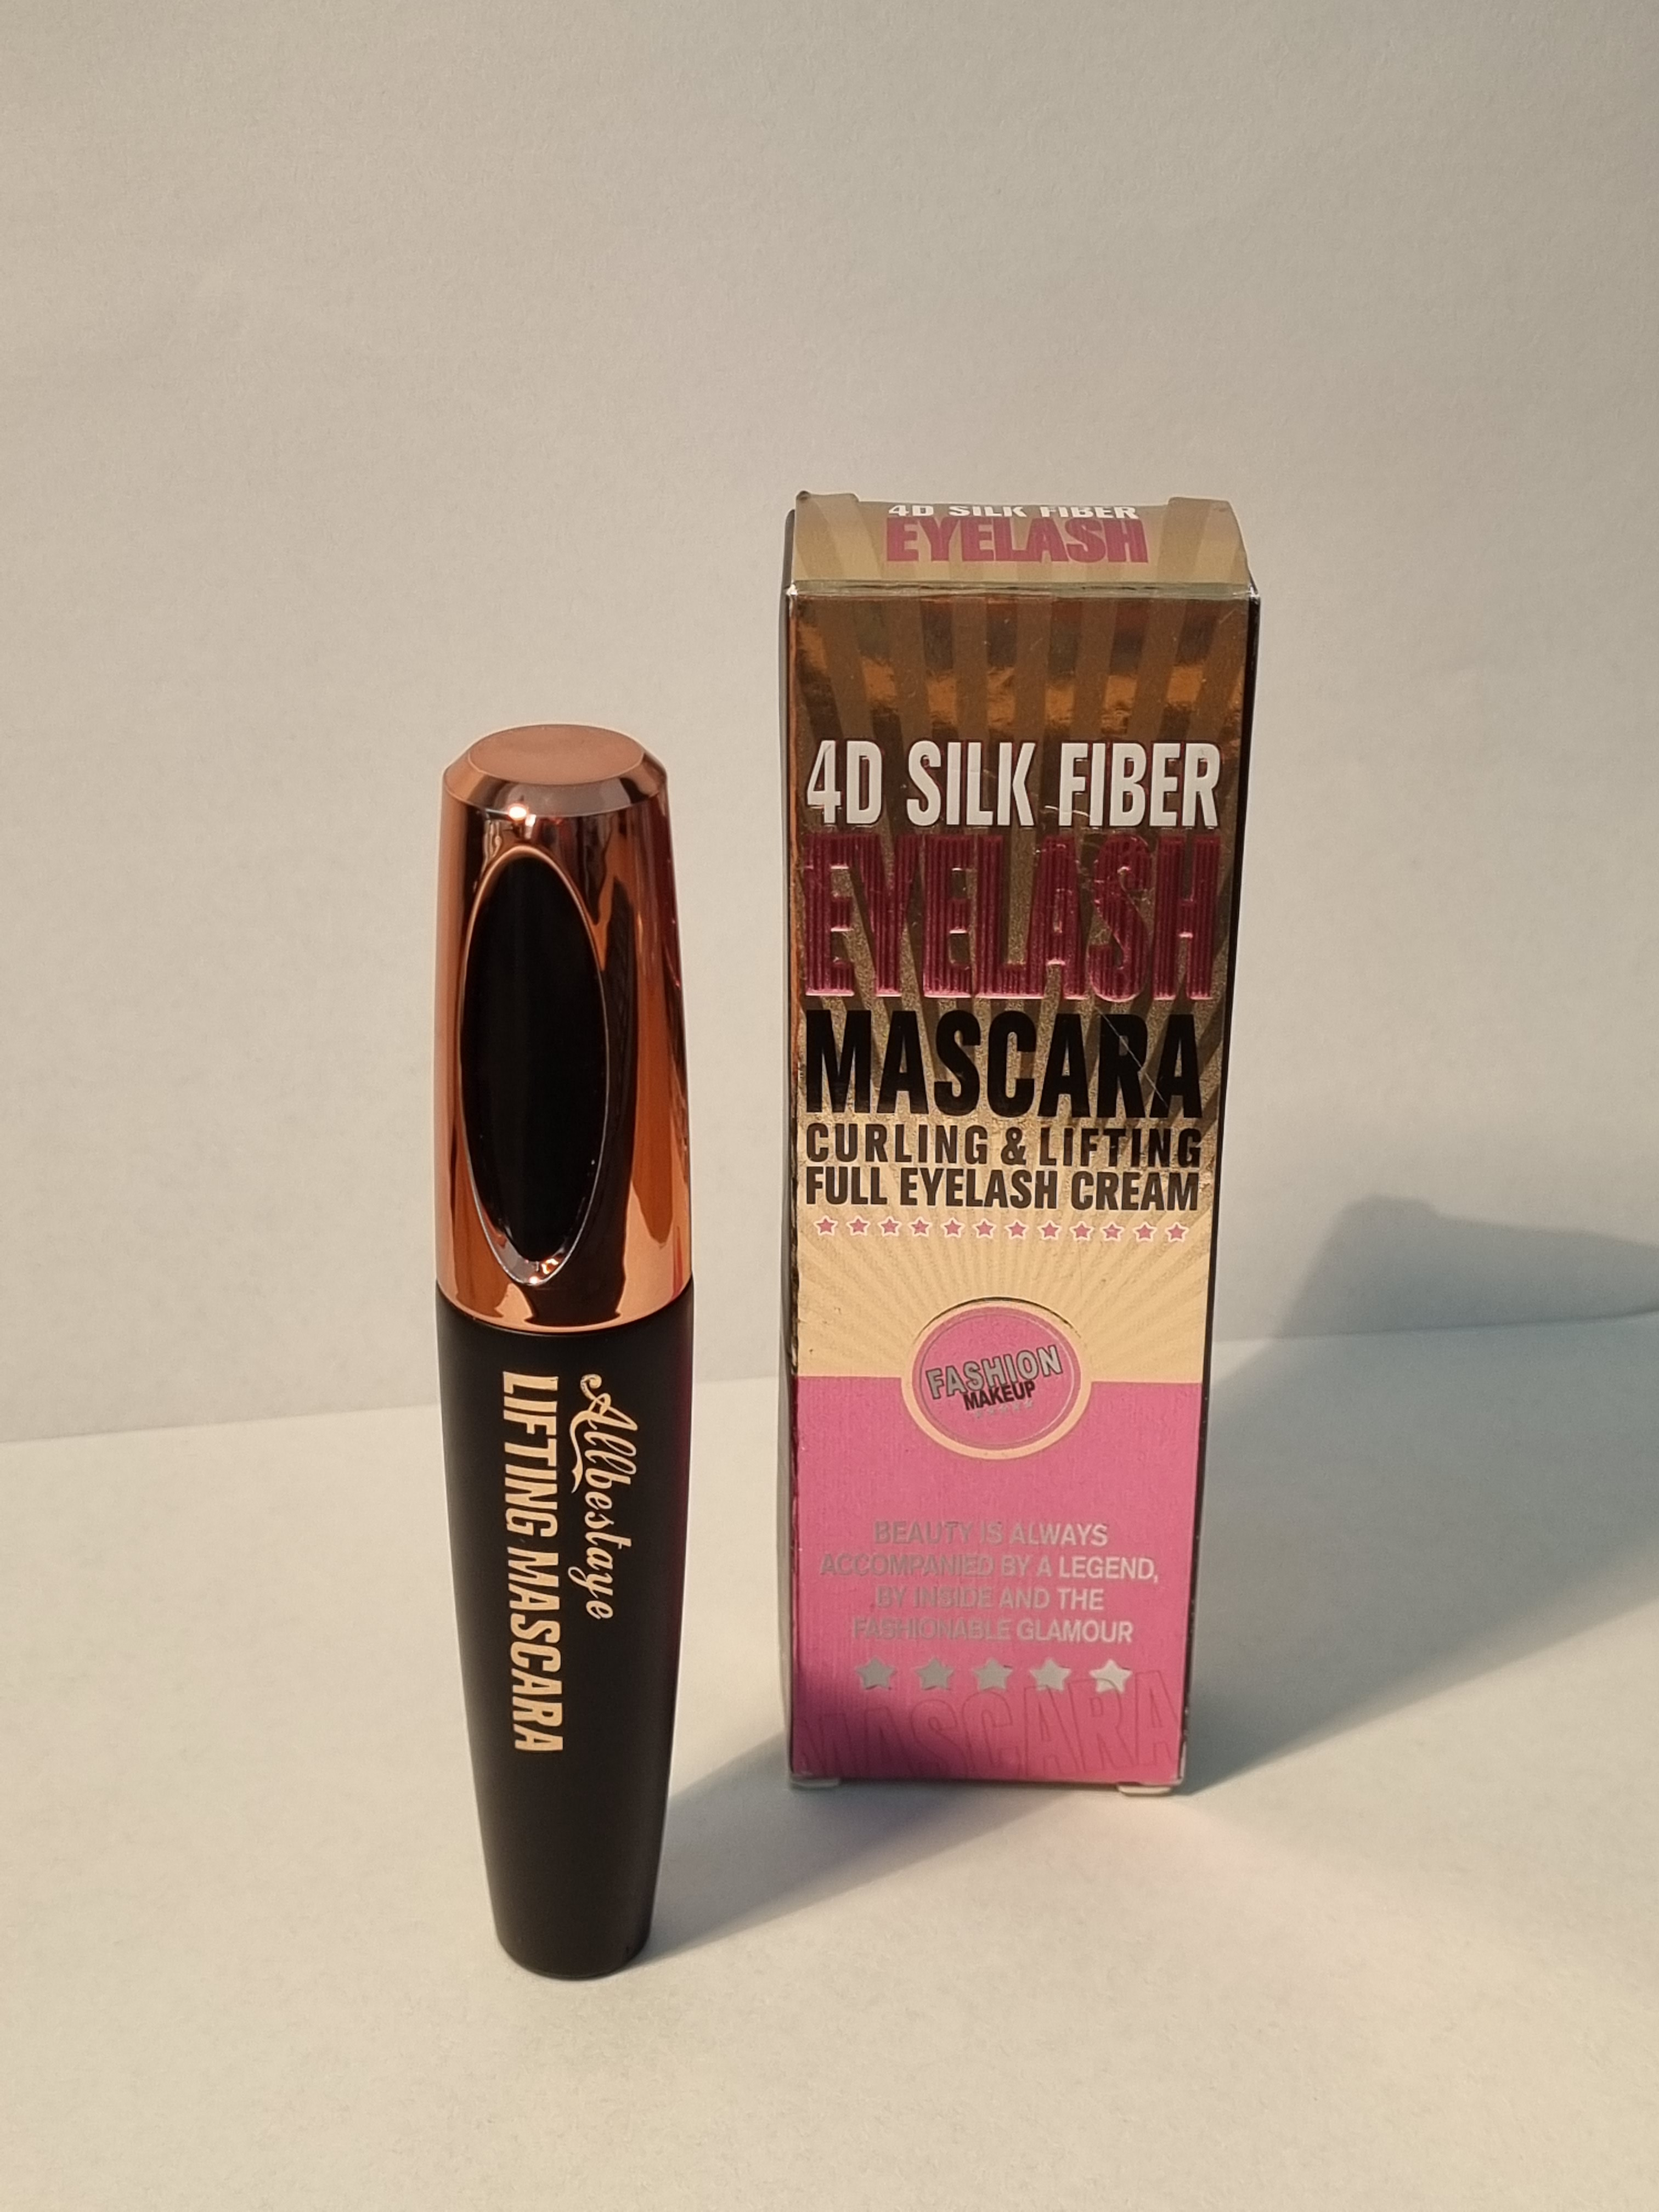 Allbestaye
LIFTING MASCARA
4D SILK FIBER
EYELASH
4D SILK FIBER
EYELASH
MASCARA
CURLING & LIFTING
FULL EYELASH CREAM
FASHION
MAKEUP
BEAUTY IS ALWAYS
ACCOMPANIED BY A LEGEND,
BY INSIDE AND THE
FASHIONABLE GLAMOUR
MASCARA